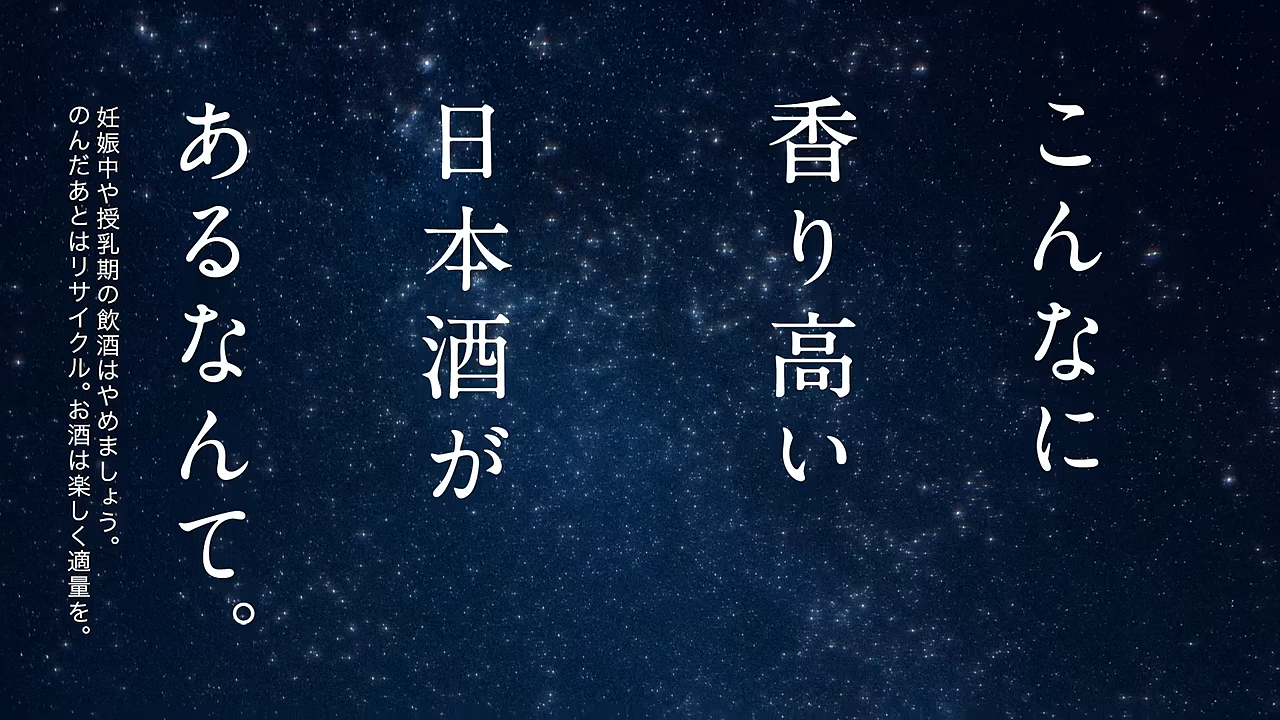 こんなに
香り高い
日本酒が
あるなんて。
妊娠中や授乳期の飲酒はやめましょう。
のんだあとはリサイクル。お酒は楽しく適量を。